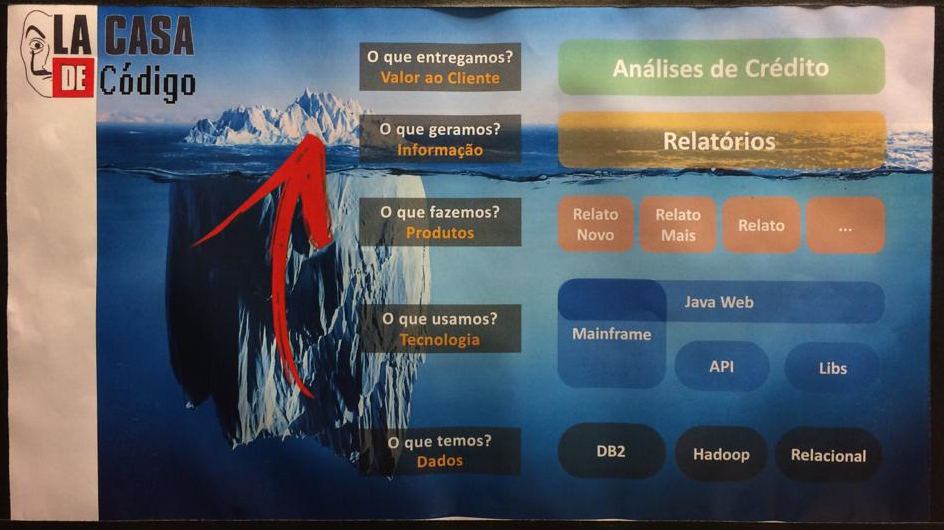 LA CASA
DE Código
O que entregamos?
Valor ao Cliente
Análises de Crédito
O que geramos?
Informação
Relatórios
O que fazemos?
Produtos
Relato
Novo
Relato
Mais
Relato
...
O que usamos?
Tecnologia
Java Web
Mainframe
API
Libs
O que temos?
Dados
DB2
Hadoop
Relacional